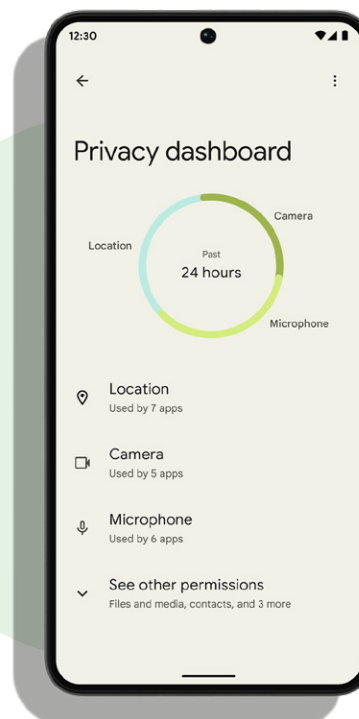 12:30
Privacy dashboard
Camera
Location
Past
24 hours
Microphone
Location
Used by 7 apps
Camera
Used by 5 apps
Microphone
Used by 6 apps
See other permissions
Files and media, contacts, and 3 more